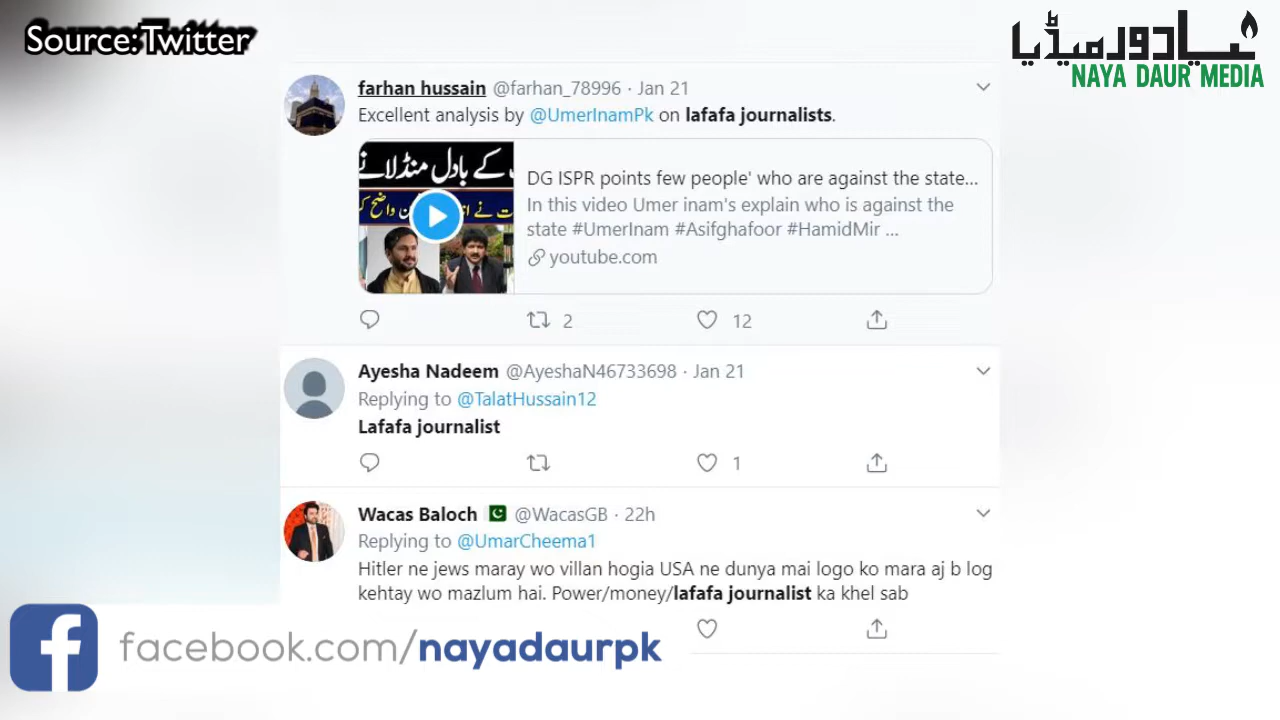 Source: Twitter
نیا دور میڈیا
NAYA DAUR MEDIA
farhan hussain @farhan_78996 · Jan 21
Excellent analysis by @UmerInamPk on lafafa journalists.
کے بادل منڈلانے
DG ISPR points few people' who are against the state...
In this video Umer inam's explain who is against the
state #UmerInam #Asifghafoor #HamidMir ...
youtube.com
2 12
Ayesha Nadeem @AyeshaN46733698 · Jan 21
Replying to @TalatHussain12
Lafafa journalist
1
Wacas Baloch @WacasGB · 22h
Replying to @UmarCheema1
Hitler ne jews maray wo villan hogia USA ne dunya mai logo ko mara aj b log
kehtay wo mazlum hai. Power/money/lafafa journalist ka khel sab
facebook.com/nayadaurpk